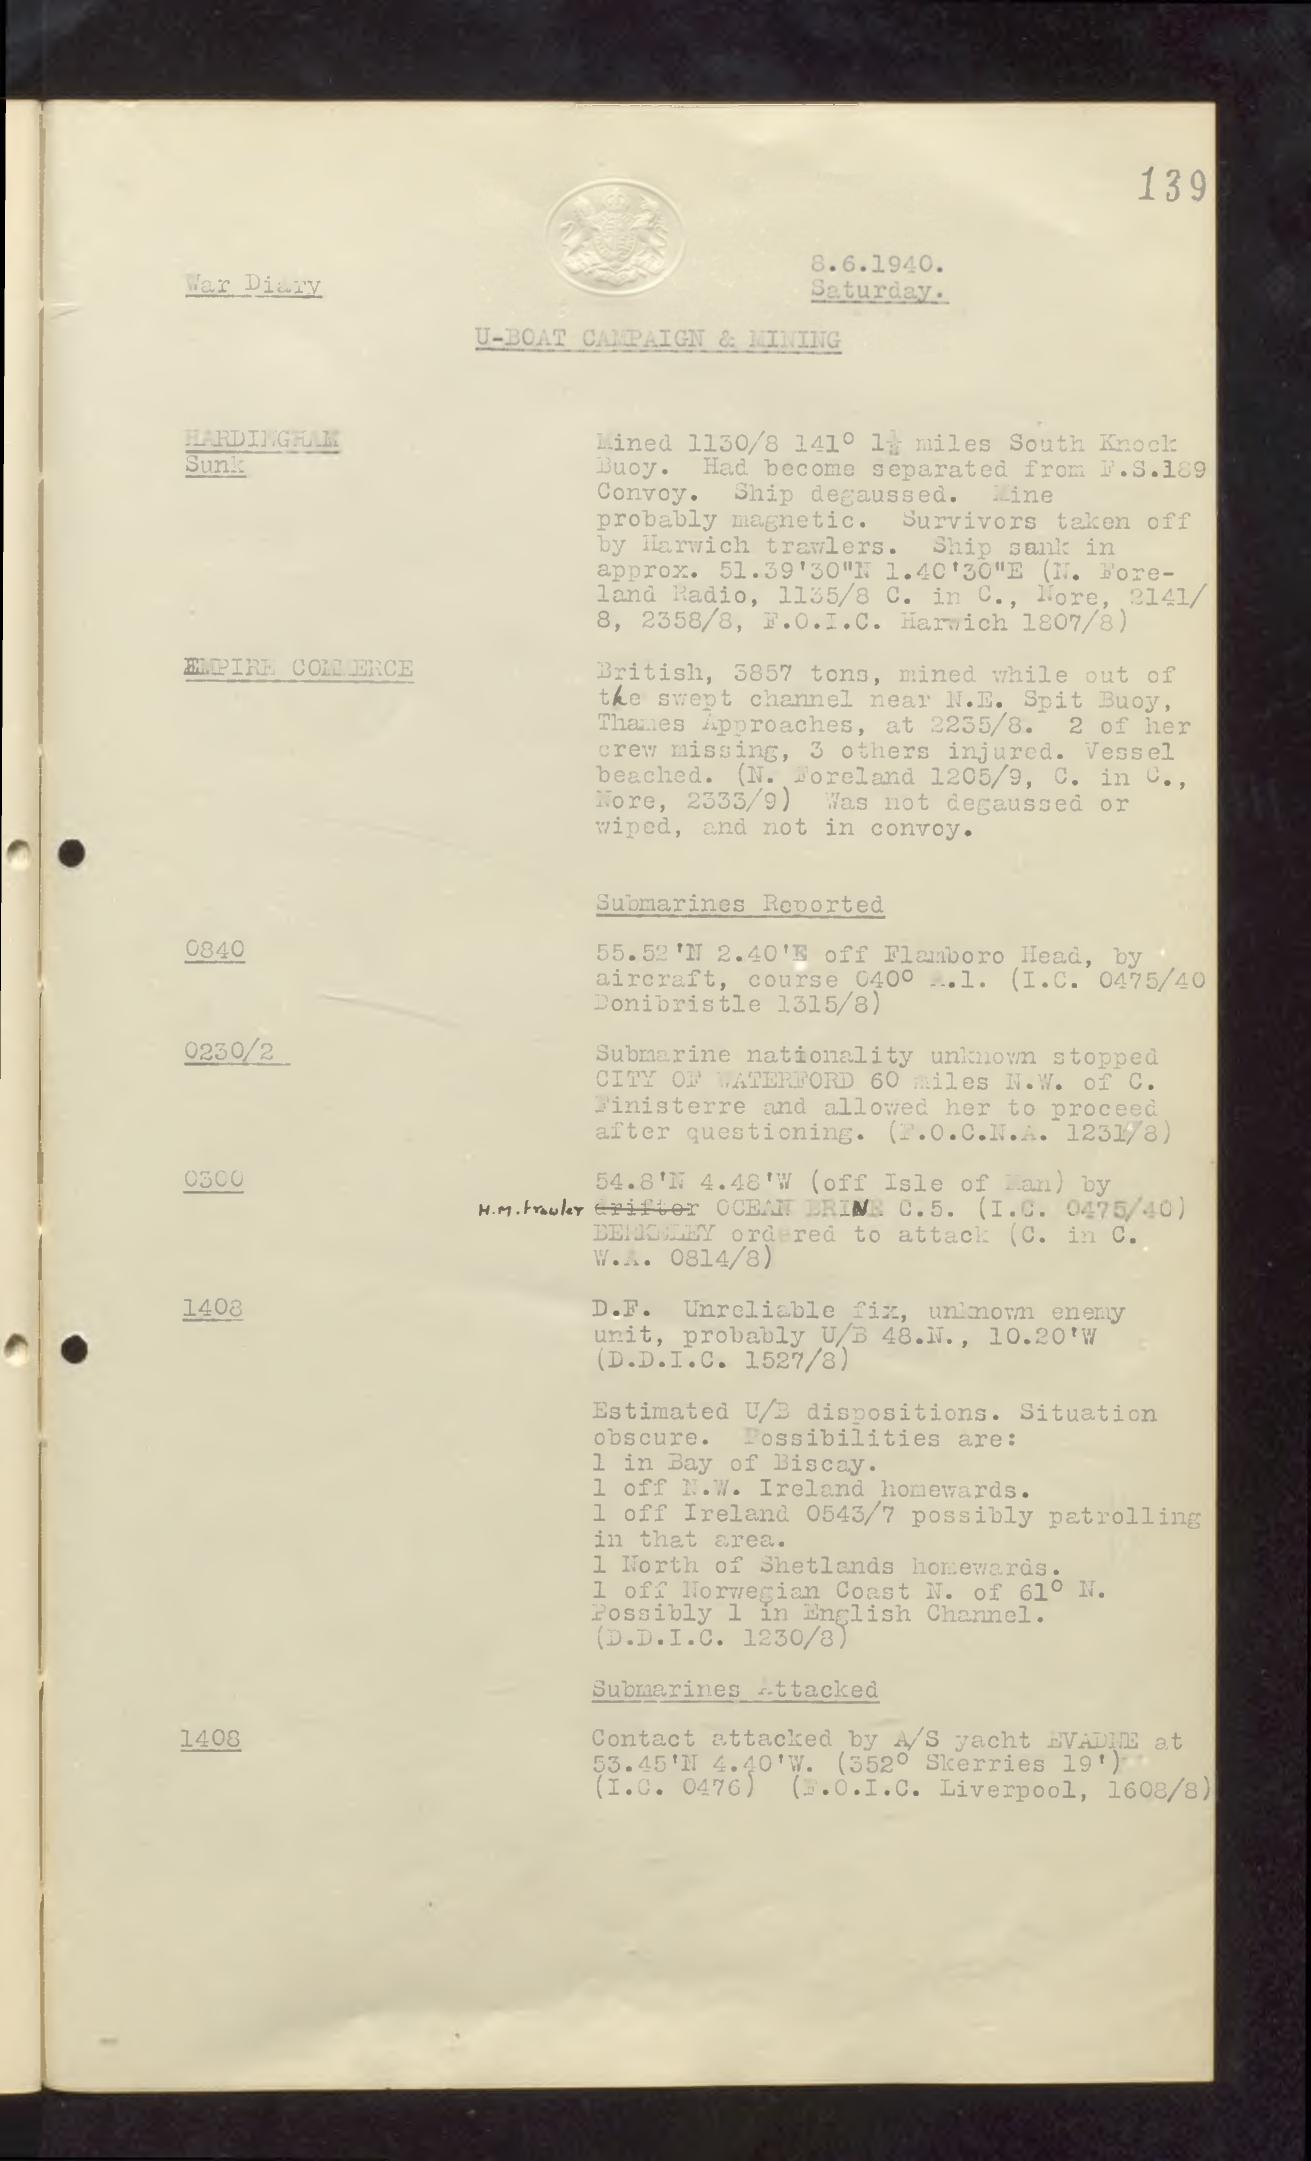 139
War Diary
8.6.1940.
Saturday.
U-BOAT CAMPAIGN & MINING
HARDINGHAM
Sunk
Mined 1130/8 141° 1½ miles South Knock
Buoy. Had become separated from F.S.189
Convoy. Ship degaussed. Mine
probably magnetic. Survivors taken off
by Harwich trawlers. Ship sank in
approx. 51.39'30"N 1.40'30"E (N. Fore-
land Radio, 1135/8 C. in C., Nore, 2141/
8, 2358/8, F.O.I.C. Harwich 1807/8)
EMPIRE COMMERCE
British, 3857 tons, mined while out of
the swept channel near N.E. Spit Buoy,
Thames Approaches, at 2235/8. 2 of her
crew missing, 3 others injured. Vessel
beached. (N. Foreland 1205/9, C. in C.,
Nore, 2333/9) Was not degaussed or
wiped, and not in convoy.
Submarines Reported
0840
55.52'N 2.40'E off Flamboro Head, by
aircraft, course 040° A.1. (I.C. 0475/40
Donibristle 1315/8)
0230/2
Submarine nationality unknown stopped
CITY OF WATERFORD 60 miles N.W. of C.
Finisterre and allowed her to proceed
after questioning. (F.O.C.N.A. 1231/8)
0300
54.8'N 4.48'W (off Isle of Man) by
H.M. trawler drifter OCEAN BRINE C.5. (I.C. 0475/40)
BERKELEY ordered to attack (C. in C.
W.A. 0814/8)
1408
D.F. Unreliable fix, unknown enemy
unit, probably U/B 48.N., 10.20'W
(D.D.I.C. 1527/8)
Estimated U/B dispositions. Situation
obscure. Possibilities are:
1 in Bay of Biscay.
1 off N.W. Ireland homewards.
1 off Ireland 0543/7 possibly patrolling
in that area.
1 North of Shetlands homewards.
1 off Norwegian Coast N. of 61° N.
Possibly 1 in English Channel.
(D.D.I.C. 1230/8)
Submarines Attacked
1408
Contact attacked by A/S yacht EVADNE at
53.45'N 4.40'W. (352° Skerries 19')
(I.C. 0476) (F.O.I.C. Liverpool, 1608/8)